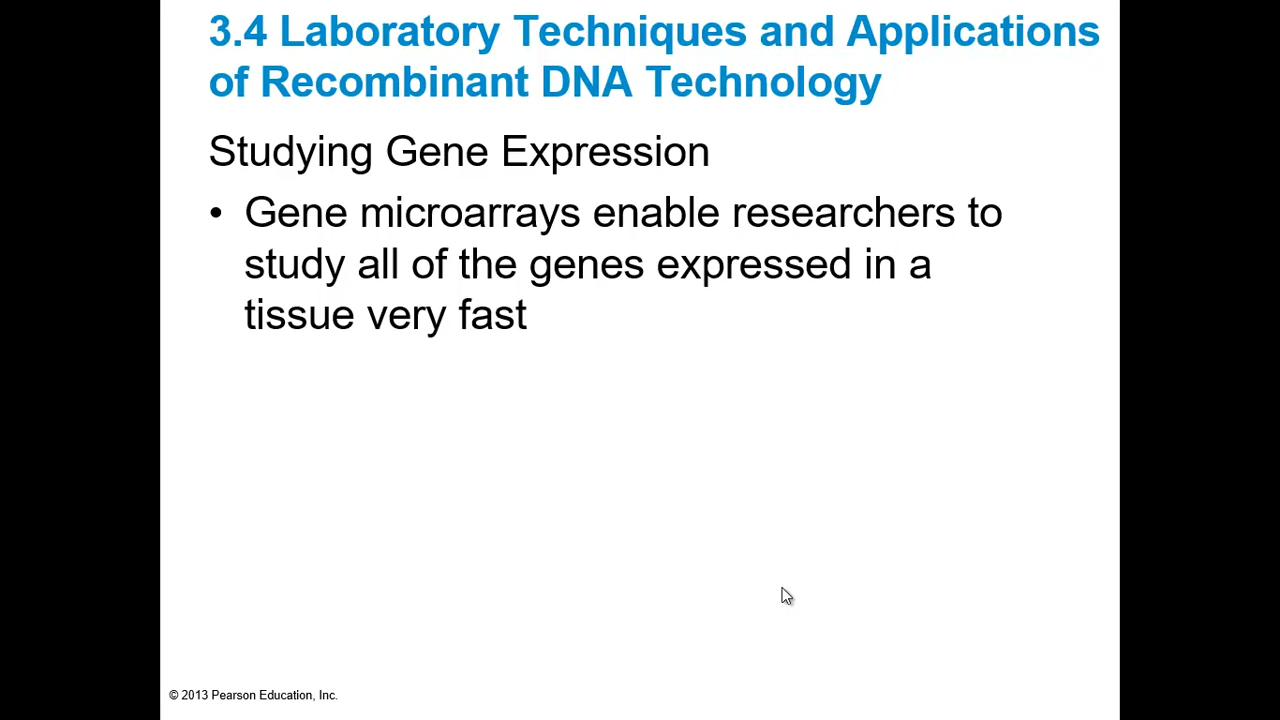 3.4 Laboratory Techniques and Applications
of Recombinant DNA Technology
Studying Gene Expression
• Gene microarrays enable researchers to
study all of the genes expressed in a
tissue very fast
© 2013 Pearson Education, Inc.